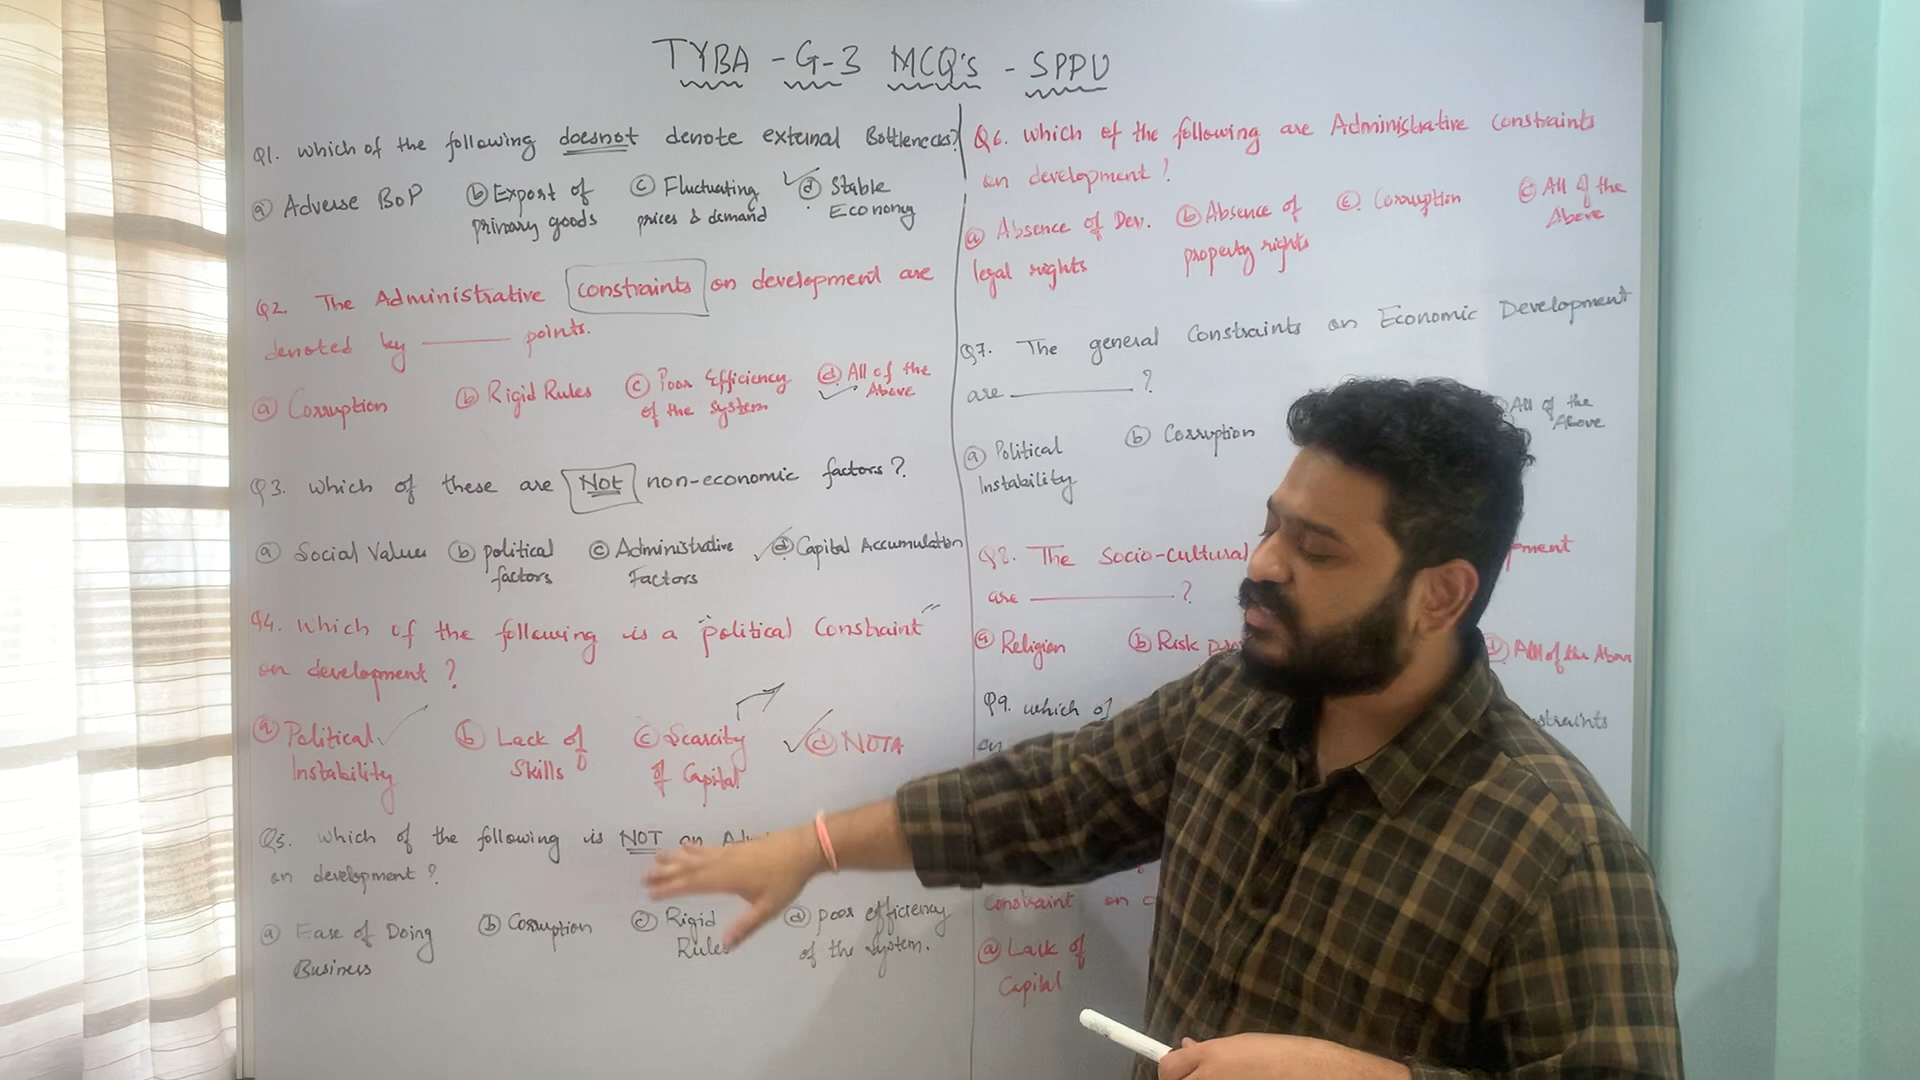 TYBA - G-3 MCQ's - SPPU
Q1. Which of the following doesnot denote external Bottlenecks?
a Adverse BoP b Export of primary goods c Fluctuating prices & demand d Stable Economy
Q2. The Administrative constraints on development are
denoted by ______ points.
a Corruption b Rigid Rules c Poor Efficiency of the System d All of the Above
Q3. Which of these are NOT non-economic factors?
a Social Values b political factors c Administrative Factors d Capital Accumulation
Q4. Which of the following is a "political Constraint"
on development?
a Political Instability b Lack of Skills c Scarcity of Capital d NOTA
Q5. Which of the following is NOT an
on development?
a Ease of Doing Business b Corruption c Rigid Rules d poor efficiency of the system.
Q6. Which of the following are Administrative Constraints
on development?
a Absence of Dev. legal rights b Absence of property rights c Corruption c All of the Above
Q7. The general Constraints on Economic Development
are ______ ?
a Political Instability b Corruption All of the Above
Q8. The Socio-cultural
are ______ ?
a Religion b Risk D All of the Above
Q9. Which
on
Constraint on
a Lack of Capital